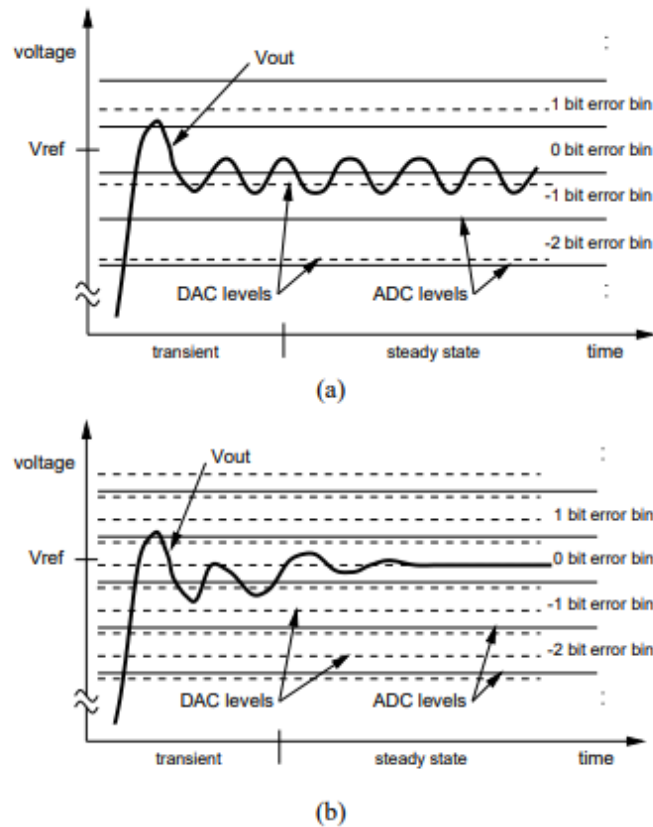 voltage
Vout
1 bit error bin
Vref
0 bit error bin
-1 bit error bin
-2 bit error bin
DAC levels
ADC levels
transient
steady state
time
(a)
voltage
Vout
1 bit error bin
Vref
0 bit error bin
-1 bit error bin
-2 bit error bin
DAC levels
ADC levels
transient
steady state
time
(b)